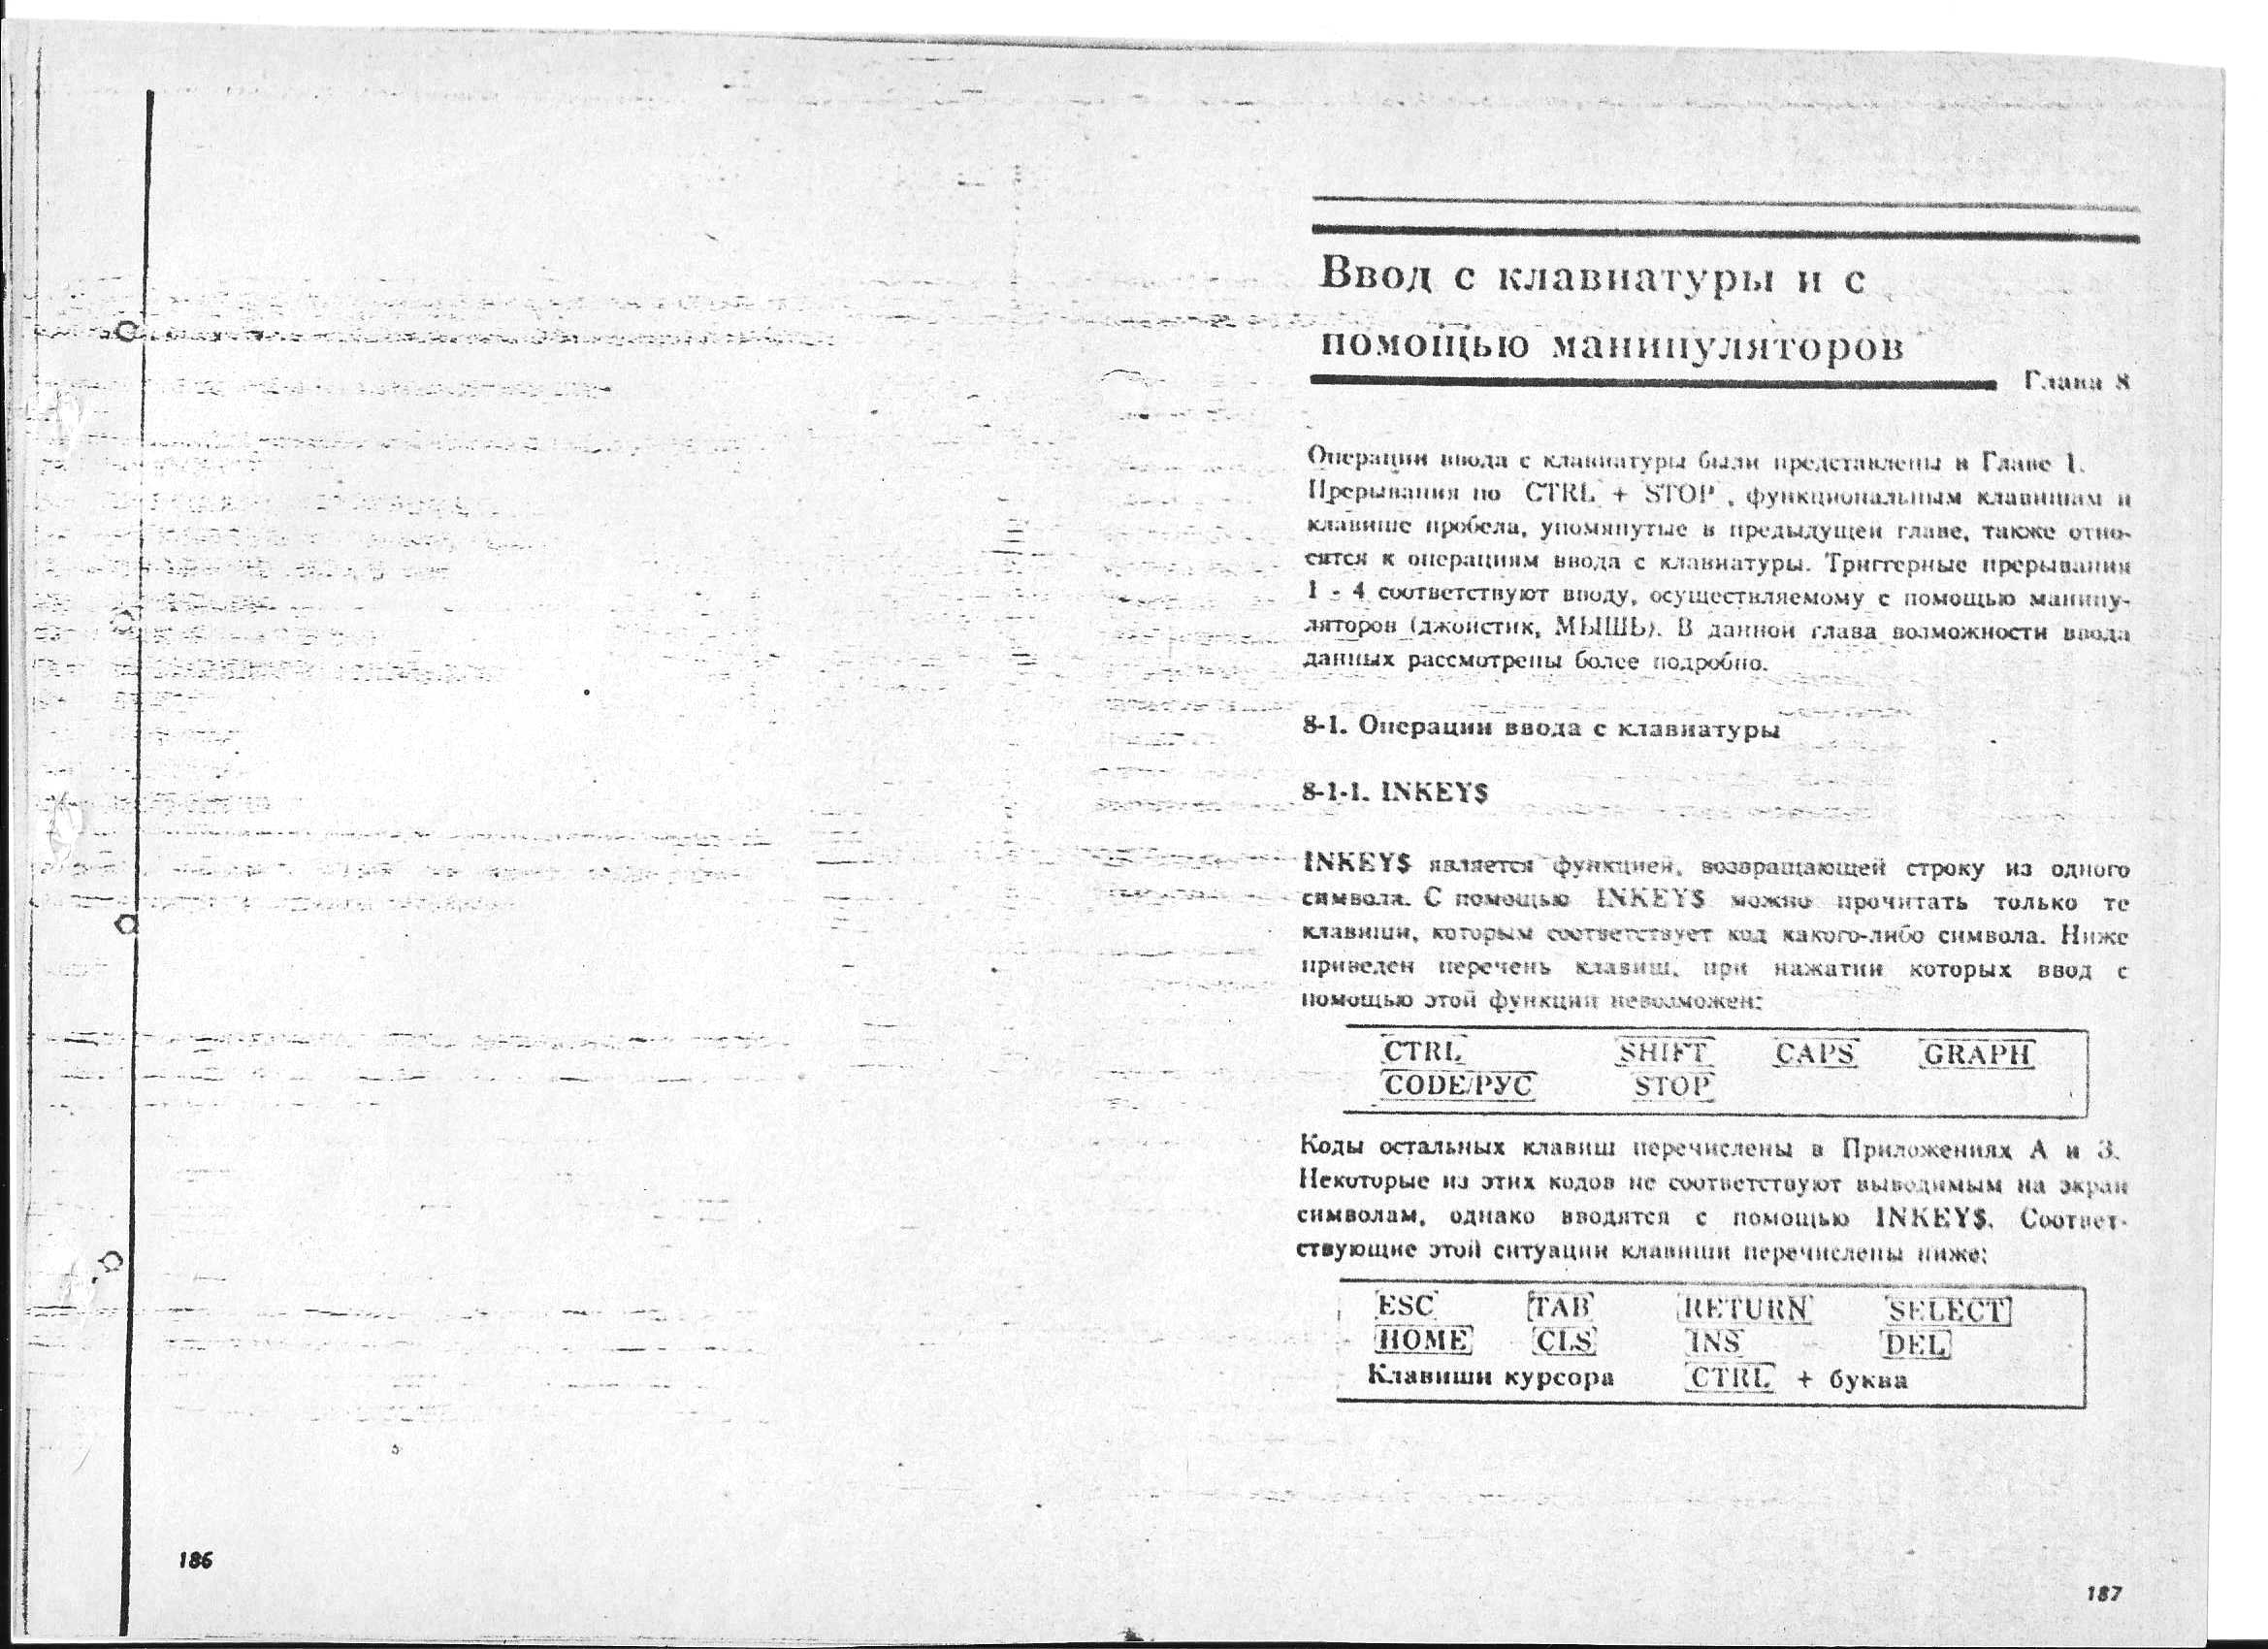 Ввод с клавиатуры и с
помощью манипуляторов
Глава 8
Операции ввода с клавиатуры были представлены в Главе 1.
Прерывания по CTRL + STOP , функциональным клавишам и
клавише пробела, упомянутые в предыдущей главе, также отно-
сятся к операциям ввода с клавиатуры. Триггерные прерывания
1 - 4 соответствуют вводу, осуществляемому с помощью манипу-
ляторов (джойстик, МЫШЬ). В данной глава возможности ввода
данных рассмотрены более подробно.
8-1. Операции ввода с клавиатуры
8-1-1. INKEY$
INKEY$ является функцией, возвращающей строку из одного
символа. С помощью INKEY$ можно прочитать только те
клавиши, которым соответствует код какого-либо символа. Ниже
приведен перечень клавиш, при нажатии которых ввод с
помощью этой функции невозможен:
CTRL SHIFT CAPS GRAPH
CODE/РУС STOP
Коды остальных клавиш перечислены в Приложениях А и З.
Некоторые из этих кодов не соответствуют выводимым на экран
символам, однако вводятся с помощью INKEY$. Соответ-
ствующие этой ситуации клавиши перечислены ниже:
ESC TAB RETURN SELECT
HOME CLS INS DEL
Клавиши курсора CTRL + буква
186
187